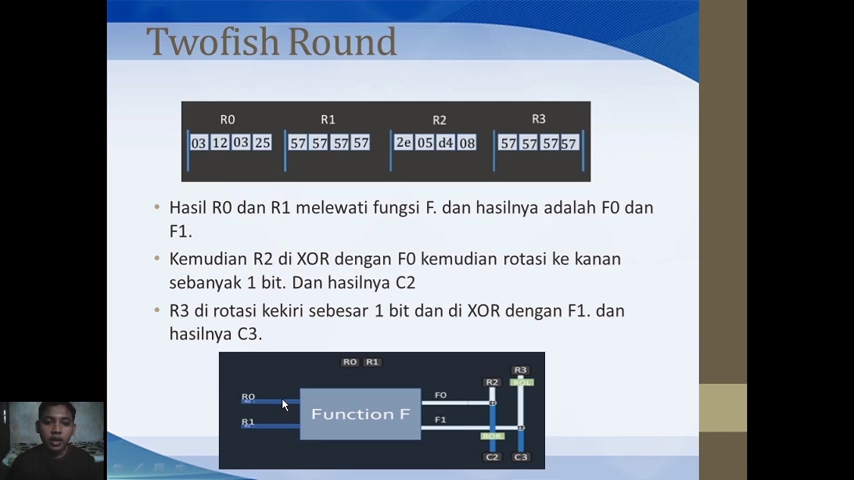 Twofish Round
R0 R1 R2 R3
03 12 03 25 57 57 57 57 2e 05 d4 08 57 57 57 57
• Hasil R0 dan R1 melewati fungsi F. dan hasilnya adalah F0 dan
F1.
• Kemudian R2 di XOR dengan F0 kemudian rotasi ke kanan
sebanyak 1 bit. Dan hasilnya C2
• R3 di rotasi kekiri sebesar 1 bit dan di XOR dengan F1. dan
hasilnya C3.
R0 R1
R3
R2 ROL
R0 F0
Function F
R1 F1
ROR
C2 C3